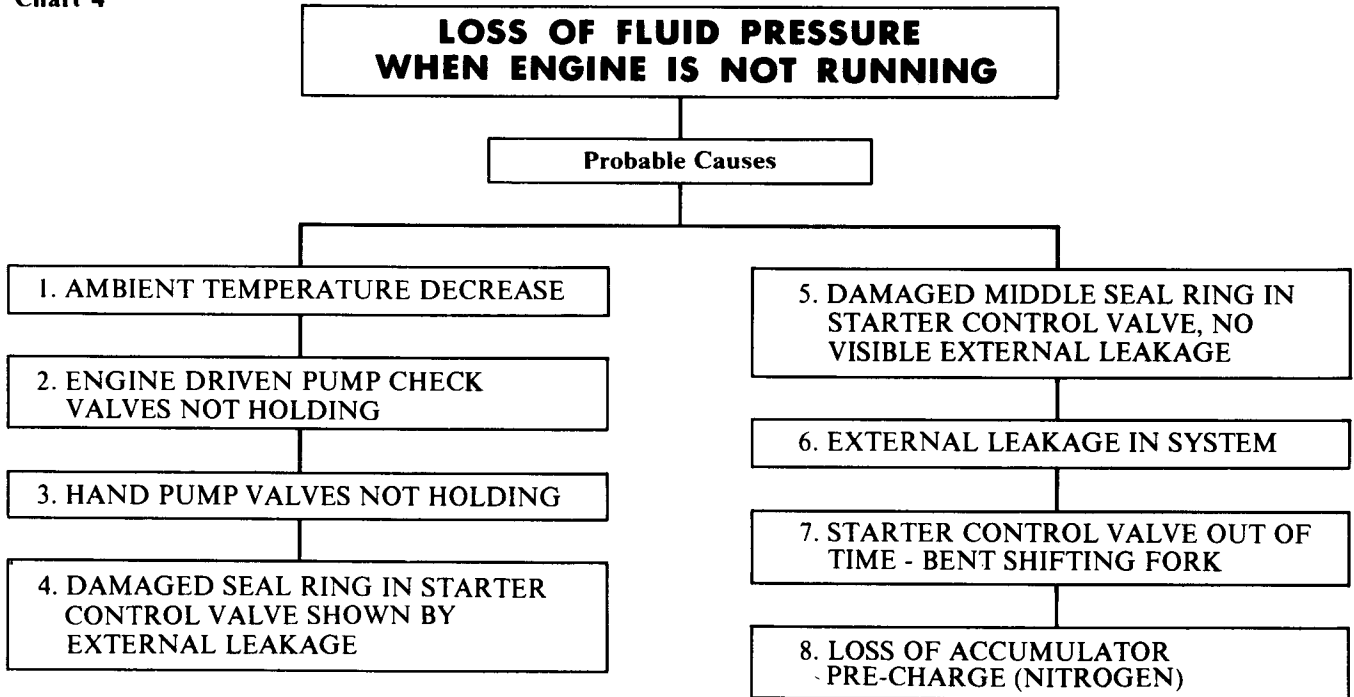 Chart 4
LOSS OF FLUID PRESSURE
WHEN ENGINE IS NOT RUNNING
Probable Causes
1. AMBIENT TEMPERATURE DECREASE
2. ENGINE DRIVEN PUMP CHECK
VALVES NOT HOLDING
3. HAND PUMP VALVES NOT HOLDING
4. DAMAGED SEAL RING IN STARTER
CONTROL VALVE SHOWN BY
EXTERNAL LEAKAGE
5. DAMAGED MIDDLE SEAL RING IN
STARTER CONTROL VALVE, NO
VISIBLE EXTERNAL LEAKAGE
6. EXTERNAL LEAKAGE IN SYSTEM
7. STARTER CONTROL VALVE OUT OF
TIME - BENT SHIFTING FORK
8. LOSS OF ACCUMULATOR
PRE-CHARGE (NITROGEN)